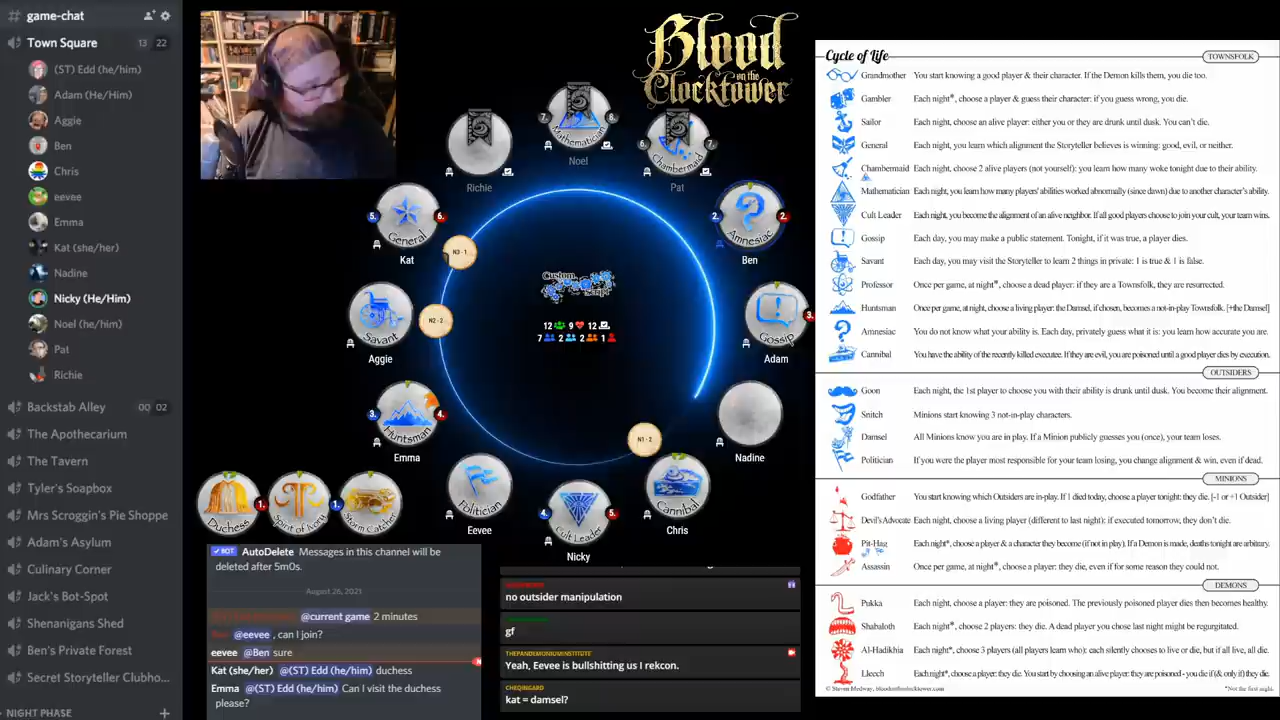 # game-chat
Town Square 13 22
(ST) Edd (he/him)
Adam (He/Him)
Aggie
Ben
Chris
eevee
Emma
Kat (she/her)
Nadine
Nicky (He/Him)
Noel (he/him)
Pat
Richie
Backstab Alley 00 02
The Apothecarium
The Tavern
Tyler's Soapbox
Mrs Scroggin's Pie Shoppe
Adam's Asylum
Culinary Corner
Jack's Bot-Spot
Shenanigans Shed
Ben's Private Forest
Secret Storyteller Clubho...
NIGHT PHASE
Blood
on the
Clocktower
Richie
7. Mathematician 8.
Noel
6. Chambermaid 7.
Pat
5. General 6.
Kat
2. Amnesiac 2.
Ben
Savant
Aggie
Gossip 3.
Adam
3. Huntsman 4.
Emma
Nadine
Politician
Eevee
4. Cult Leader 5.
Nicky
Cannibal
Chris
N3 - 1
N2 - 2
N1 - 2
Custom
Script
12 9 12
7 2 2 1
Duchess 1.
Spirit of Ivory 1.
Storm Catcher
BOT AutoDelete Messages in this channel will be
deleted after 5m0s.
August 26, 2021
@current game 2 minutes
@eevee , can I join?
eevee @Ben sure
Kat (she/her) @(ST) Edd (he/him) duchess
Emma @(ST) Edd (he/him) Can I visit the duchess
please?
no outsider manipulation
gf
THEPANDEMONIUMINSTITUTE
Yeah, Eevee is bullshitting us I rekcon.
CHEQINGARD
kat = damsel?
Cycle of Life
TOWNSFOLK
Grandmother You start knowing a good player & their character. If the Demon kills them, you die too.
Gambler Each night*, choose a player & guess their character: if you guess wrong, you die.
Sailor Each night, choose an alive player: either you or they are drunk until dusk. You can't die.
General Each night, you learn which alignment the Storyteller believes is winning: good, evil, or neither.
Chambermaid Each night, choose 2 alive players (not yourself): you learn how many woke tonight due to their ability.
Mathematician Each night, you learn how many players' abilities worked abnormally (since dawn) due to another character's ability.
Cult Leader Each night, you become the alignment of an alive neighbor. If all good players choose to join your cult, your team wins.
Gossip Each day, you may make a public statement. Tonight, if it was true, a player dies.
Savant Each day, you may visit the Storyteller to learn 2 things in private: 1 is true & 1 is false.
Professor Once per game, at night*, choose a dead player: if they are a Townsfolk, they are resurrected.
Huntsman Once per game, at night, choose a living player: the Damsel, if chosen, becomes a not-in-play Townsfolk. [+the Damsel]
Amnesiac You do not know what your ability is. Each day, privately guess what it is: you learn how accurate you are.
Cannibal You have the ability of the recently killed executee. If they are evil, you are poisoned until a good player dies by execution.
OUTSIDERS
Goon Each night, the 1st player to choose you with their ability is drunk until dusk. You become their alignment.
Snitch Minions start knowing 3 not-in-play characters.
Damsel All Minions know you are in play. If a Minion publicly guesses you (once), your team loses.
Politician If you were the player most responsible for your team losing, you change alignment & win, even if dead.
MINIONS
Godfather You start knowing which Outsiders are in-play. If 1 died today, choose a player tonight: they die. [-1 or +1 Outsider]
Devil's Advocate Each night, choose a living player (different to last night): if executed tomorrow, they don't die.
Pit-Hag Each night*, choose a player & a character they become (if not in play). If a Demon is made, deaths tonight are arbitrary.
Assassin Once per game, at night*, choose a player: they die, even if for some reason they could not.
DEMONS
Pukka Each night, choose a player: they are poisoned. The previously poisoned player dies then becomes healthy.
Shabaloth Each night*, choose 2 players: they die. A dead player you chose last night might be regurgitated.
Al-Hadikhia Each night*, choose 3 players (all players learn who): each silently chooses to live or die, but if all live, all die.
Lleech Each night*, choose a player: they die. You start by choosing an alive player: they are poisoned - you die if (& only if) they die.
© Steven Medway, bloodontheclocktower.com *Not the first night.